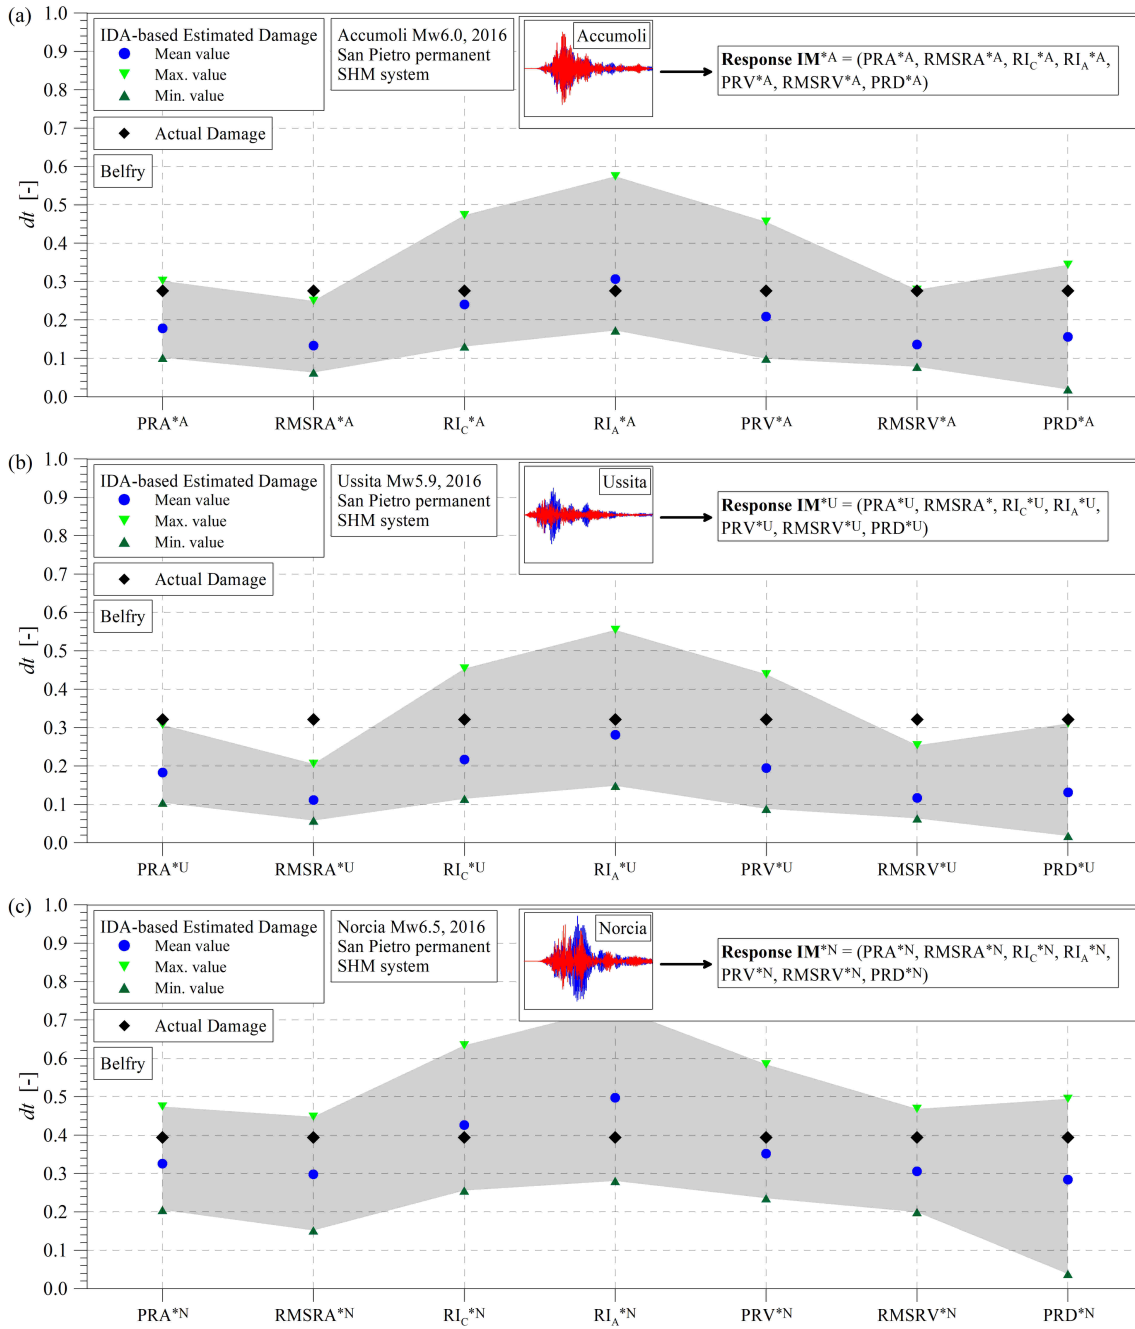 (a)
1.0
0.9
0.8
0.7
0.6
0.5
0.4
0.3
0.2
0.1
0.0
dt [-]
IDA-based Estimated Damage
Mean value
Max. value
Min. value
Actual Damage
Belfry
Accumoli Mw6.0, 2016
San Pietro permanent
SHM system
Accumoli
Response IM*A = (PRA*A, RMSRA*A, RIC*A, RIA*A,
PRV*A, RMSRV*A, PRD*A)
PRA*A RMSRA*A RIC*A RIA*A PRV*A RMSRV*A PRD*A
(b)
1.0
0.9
0.8
0.7
0.6
0.5
0.4
0.3
0.2
0.1
0.0
dt [-]
IDA-based Estimated Damage
Mean value
Max. value
Min. value
Actual Damage
Belfry
Ussita Mw5.9, 2016
San Pietro permanent
SHM system
Ussita
Response IM*U = (PRA*U, RMSRA*, RIC*U, RIA*U,
PRV*U, RMSRV*U, PRD*U)
PRA*U RMSRA*U RIC*U RIA*U PRV*U RMSRV*U PRD*U
(c)
1.0
0.9
0.8
0.7
0.6
0.5
0.4
0.3
0.2
0.1
0.0
dt [-]
IDA-based Estimated Damage
Mean value
Max. value
Min. value
Actual Damage
Belfry
Norcia Mw6.5, 2016
San Pietro permanent
SHM system
Norcia
Response IM*N = (PRA*N, RMSRA*N, RIC*N, RIA*N,
PRV*N, RMSRV*N, PRD*N)
PRA*N RMSRA*N RIC*N RIA*N PRV*N RMSRV*N PRD*N